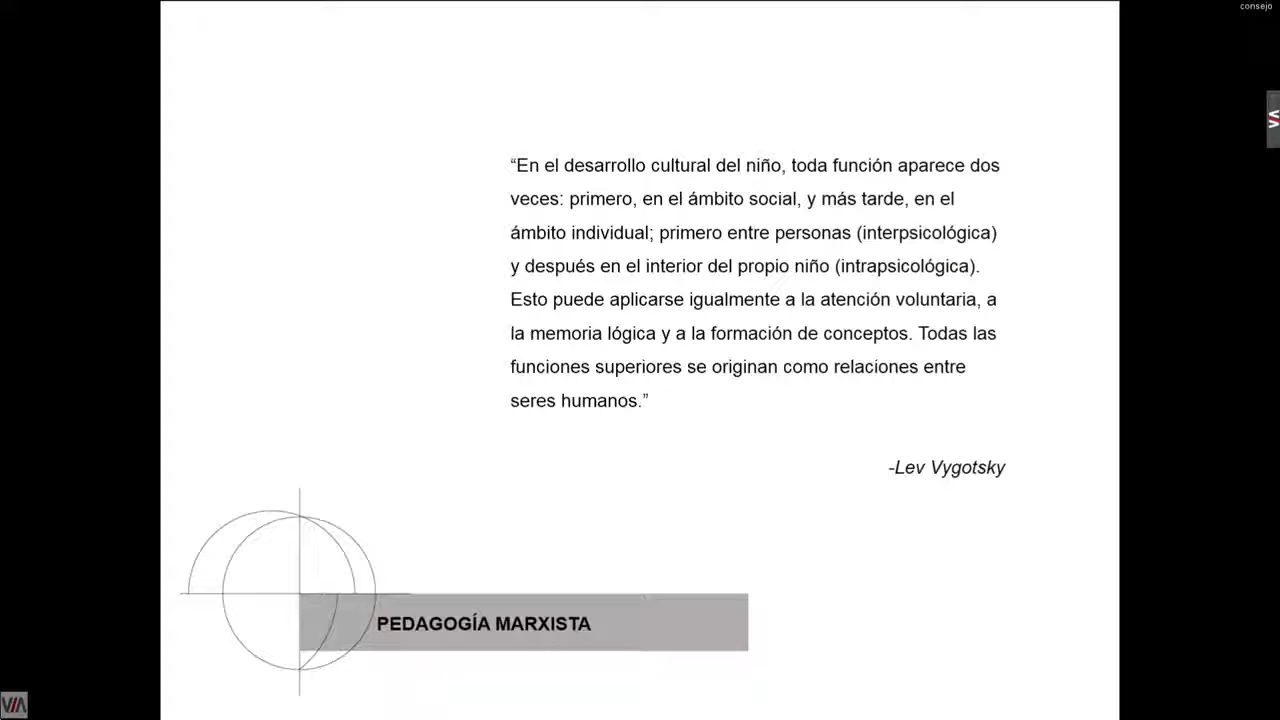 consejo
“En el desarrollo cultural del niño, toda función aparece dos
veces: primero, en el ámbito social, y más tarde, en el
ámbito individual; primero entre personas (interpsicológica)
y después en el interior del propio niño (intrapsicológica).
Esto puede aplicarse igualmente a la atención voluntaria, a
la memoria lógica y a la formación de conceptos. Todas las
funciones superiores se originan como relaciones entre
seres humanos.”
-Lev Vygotsky
PEDAGOGÍA MARXISTA
VIA